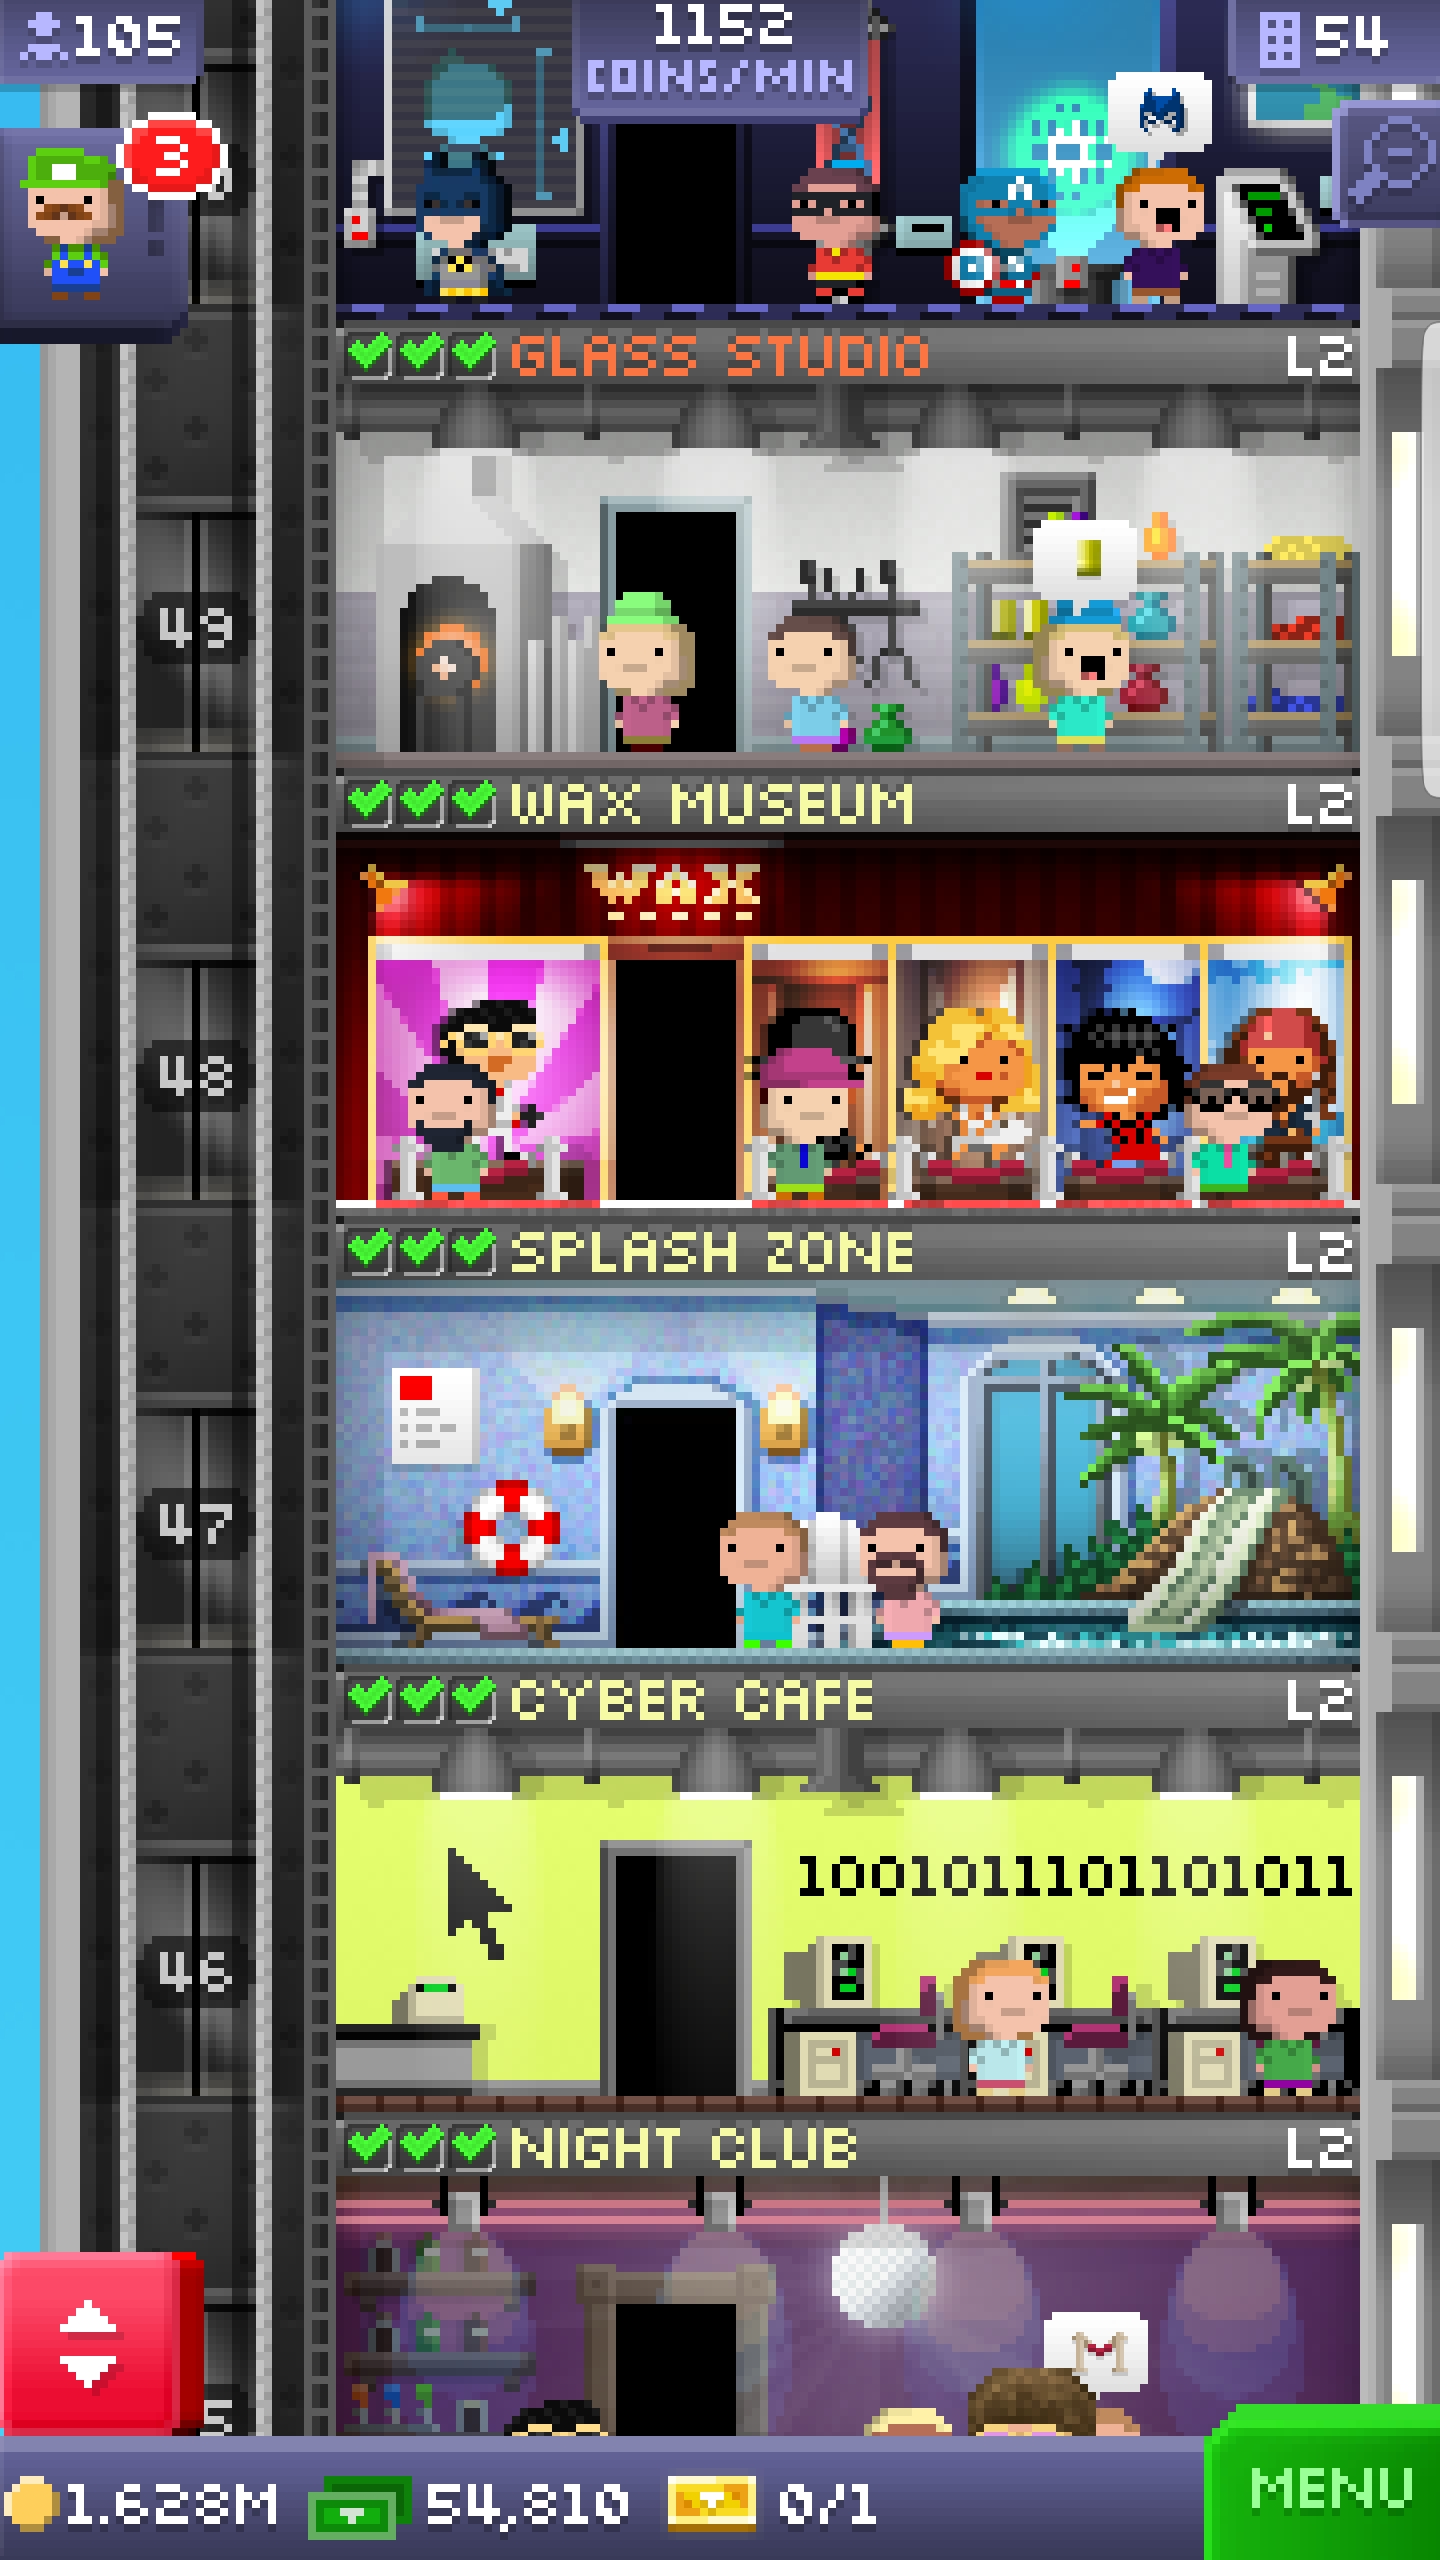 105
1152
COINS/MIN
54
3
GLASS STUDIO L2
49
WAX MUSEUM L2
WAX
48
SPLASH ZONE L2
47
CYBER CAFE L2
1001011101101011
46
NIGHT CLUB L2
1.628M 54,810 0/1
MENU